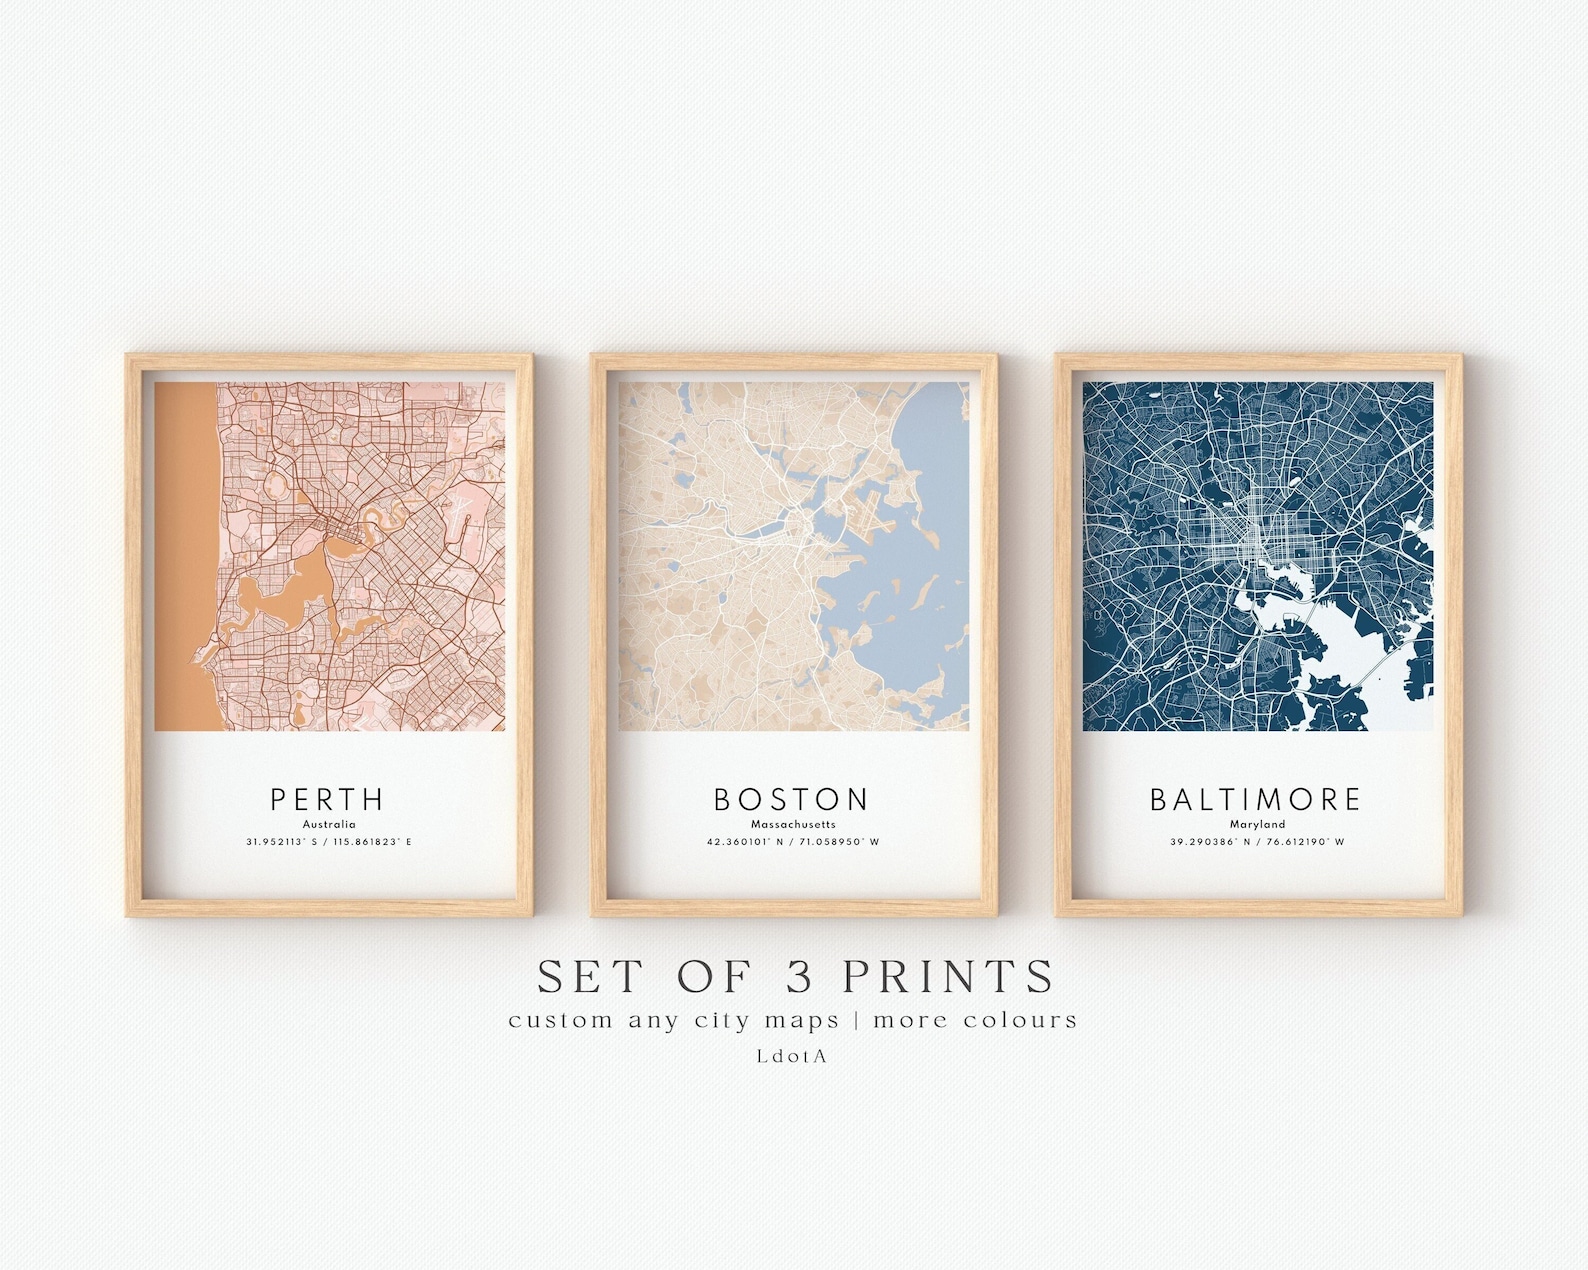 PERTH
Australia
31.952113° S / 115.861823° E
BOSTON
Massachusetts
42.360101° N / 71.058950° W
BALTIMORE
Maryland
39.290386° N / 76.612190° W
SET OF 3 PRINTS
custom any city maps | more colours
LdotA